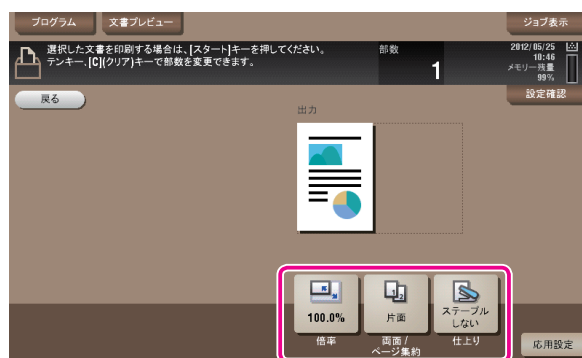 プログラム
文書プレビュー
ジョブ表示
選択した文書を印刷する場合は、[スタート]キーを押してください。
テンキー、[C](クリア)キーで部数を変更できます。
部数
1
2012/05/25
10:46
メモリー残量
99%
戻る
設定確認
出力
100.0%
片面
ステープル
しない
倍率
両面 /
ページ集約
仕上り
応用設定